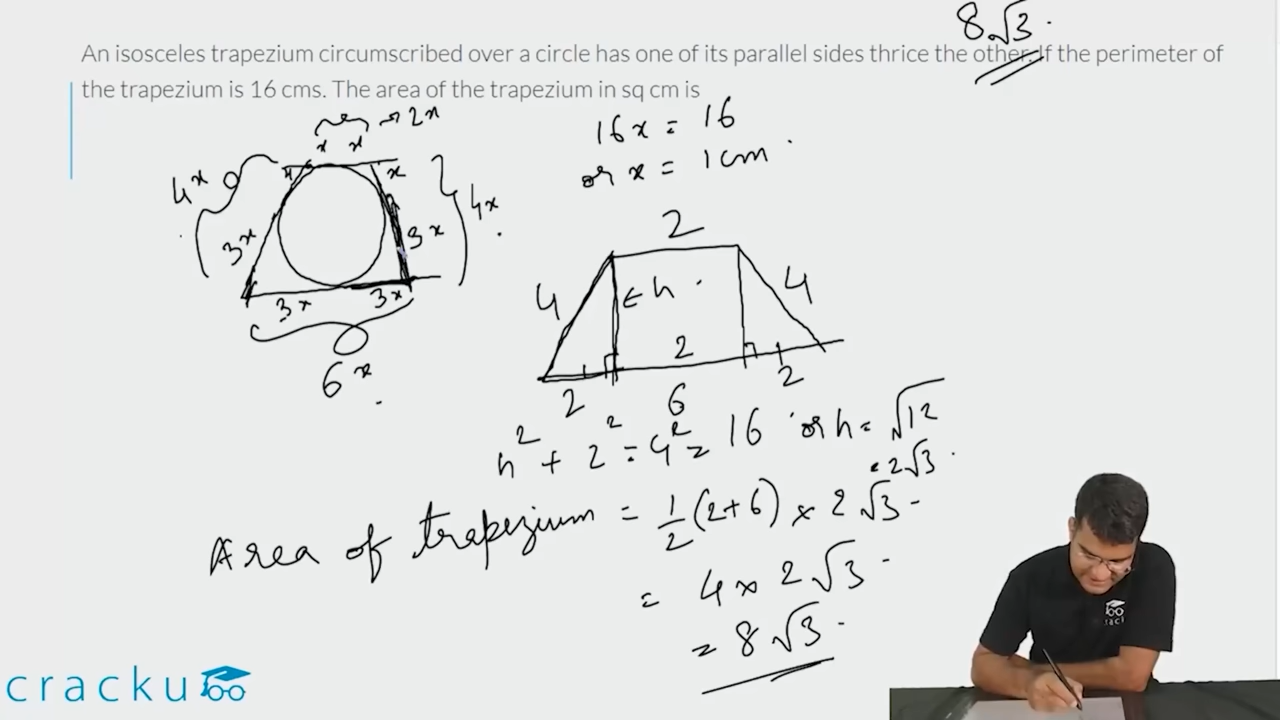 8√3.
An isosceles trapezium circumscribed over a circle has one of its parallel sides thrice the other. If the perimeter of
the trapezium is 16 cms. The area of the trapezium in sq cm is
→ 2x
x x
x x
4x 4x
3x 3x
3x 3x
6x
16x = 16
or x = 1 cm.
2
4 ← h 4
2
2 6 2
h² + 2² = 4² = 16 or h = √12
= 2√3.
Area of trapezium = 1/2 (2+6) × 2√3
= 4 × 2√3
= 8√3.
cracku